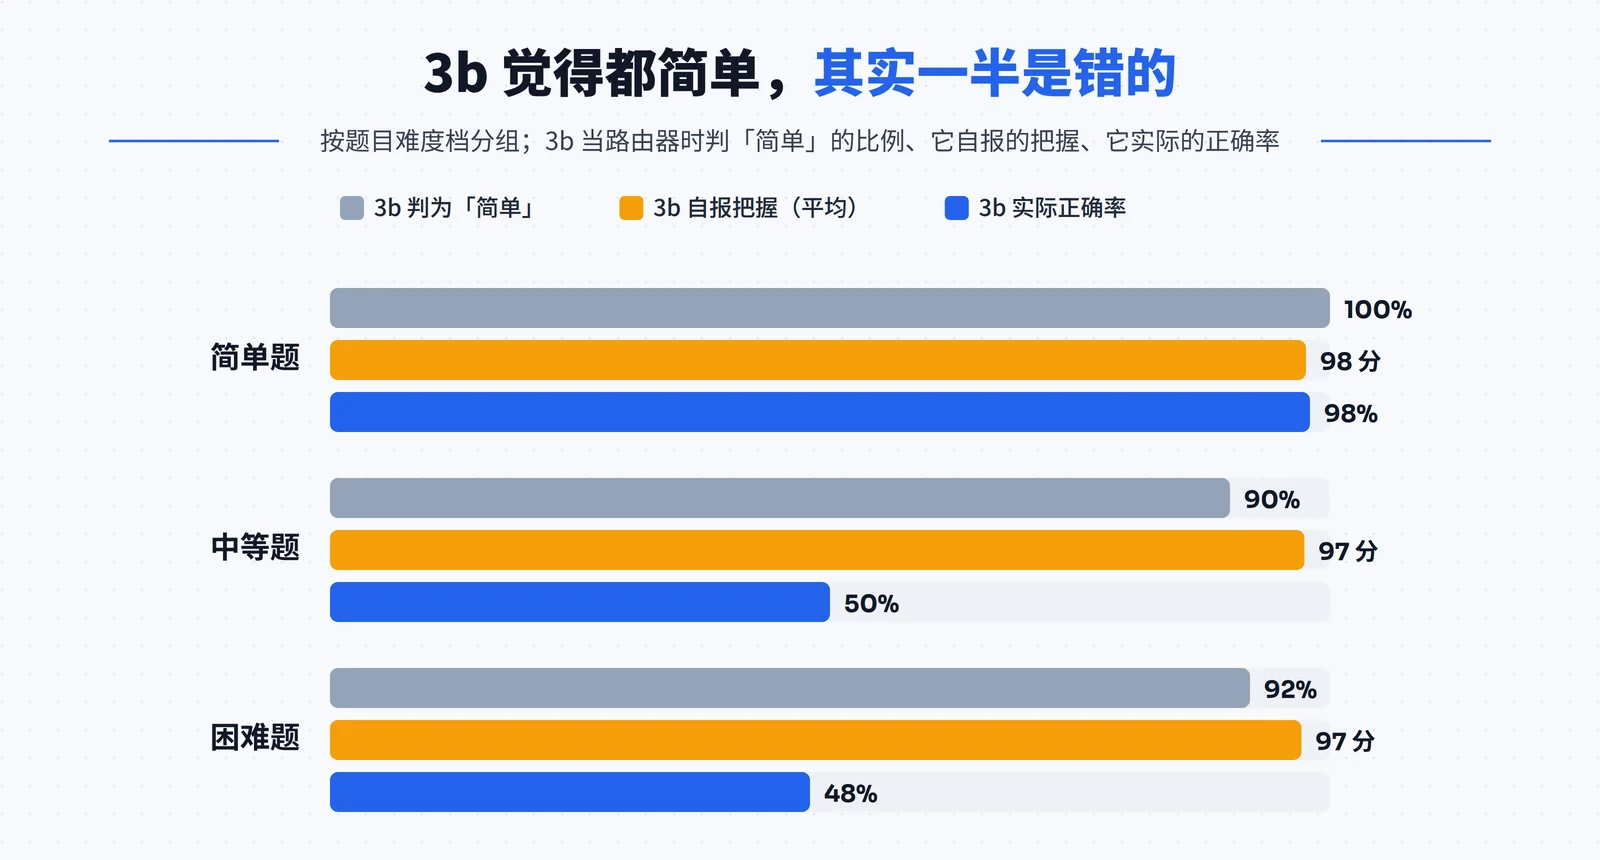 3b 觉得都简单，其实一半是错的
按题目难度档分组；3b 当路由器时判「简单」的比例、它自报的把握、它实际的正确率
3b 判为「简单」 3b 自报把握（平均） 3b 实际正确率
简单题
100%
98 分
98%
中等题
90%
97 分
50%
困难题
92%
97 分
48%